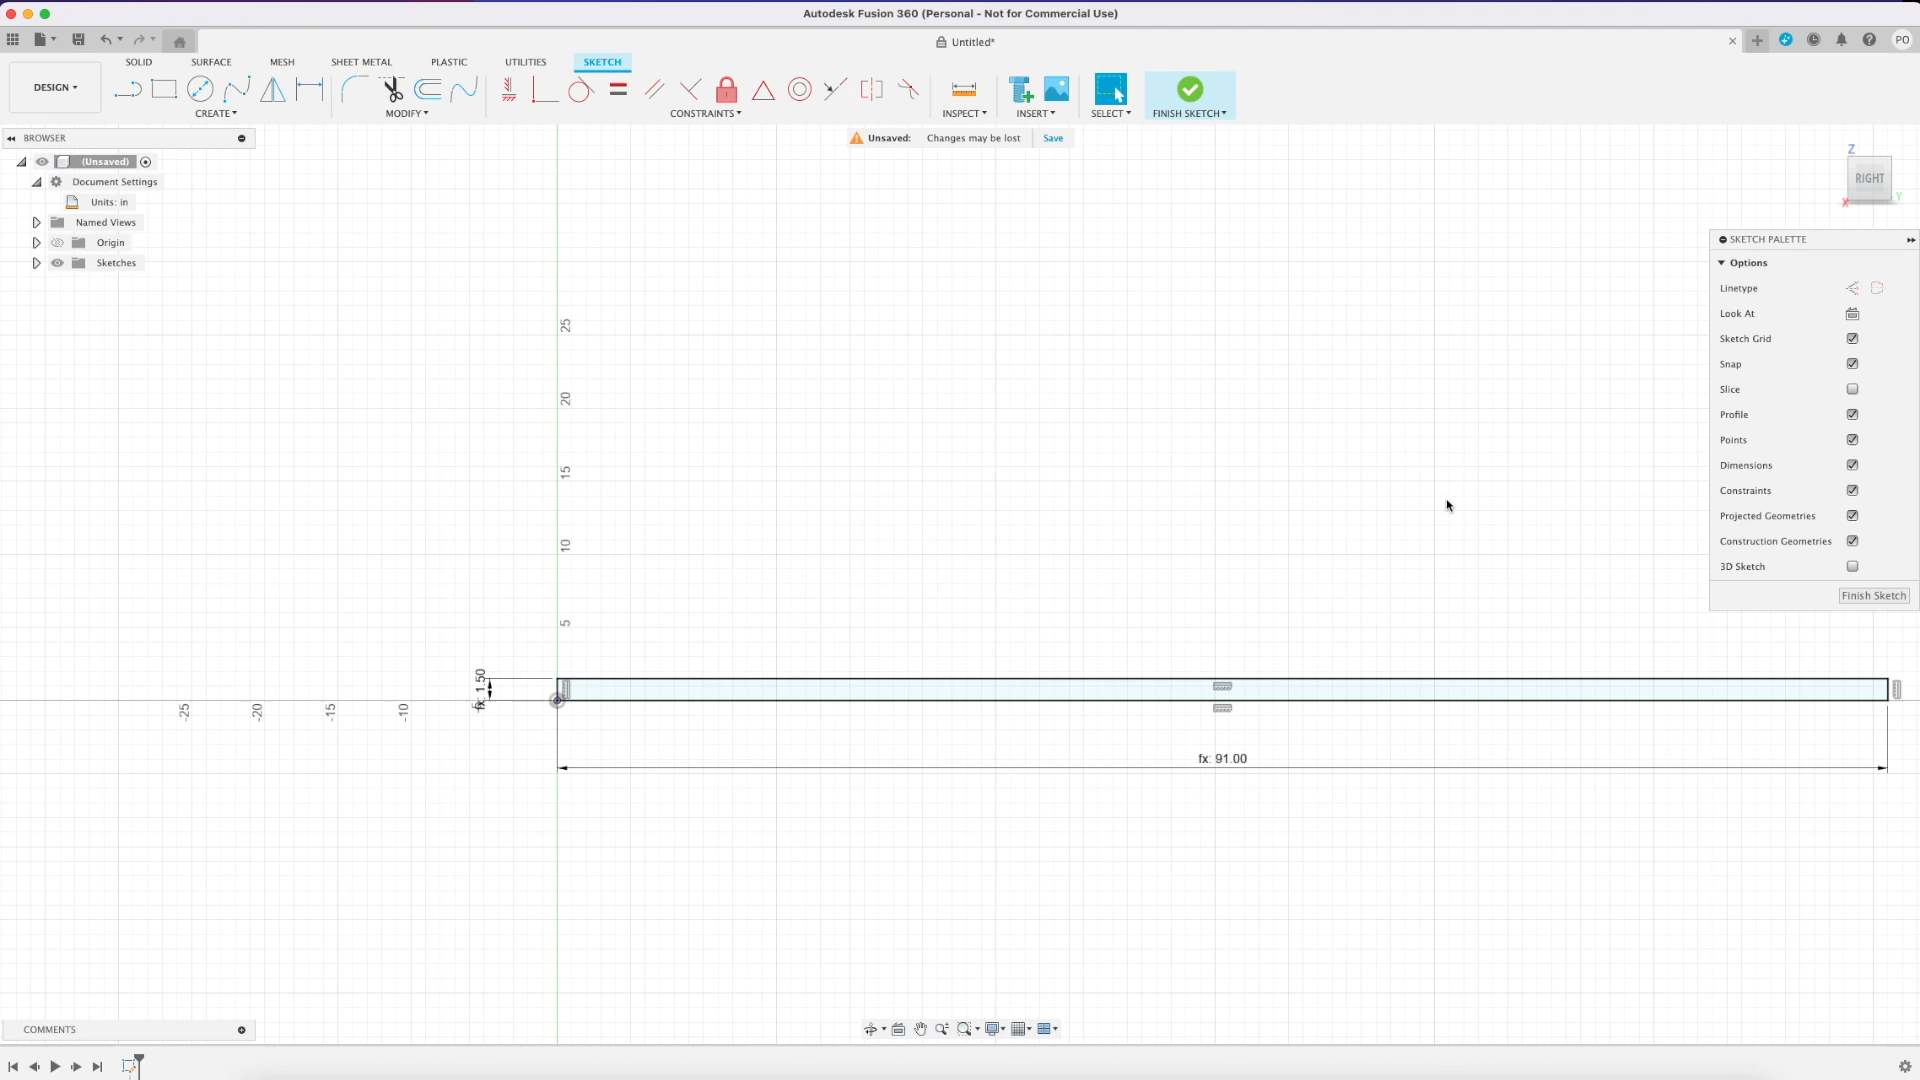 Autodesk Fusion 360 (Personal - Not for Commercial Use)
Untitled*
PO
DESIGN
SOLID
SURFACE
MESH
SHEET METAL
PLASTIC
UTILITIES
SKETCH
CREATE
MODIFY
CONSTRAINTS
INSPECT
INSERT
SELECT
FINISH SKETCH
BROWSER
Unsaved: Changes may be lost Save
(Unsaved)
Document Settings
Units: in
Named Views
Origin
Sketches
Z
RIGHT
X
Y
SKETCH PALETTE
Options
Linetype
Look At
Sketch Grid
Snap
Slice
Profile
Points
Dimensions
Constraints
Projected Geometries
Construction Geometries
3D Sketch
Finish Sketch
25
20
15
10
5
fx: 1.50
-25
-20
-15
-10
fx: 91.00
COMMENTS